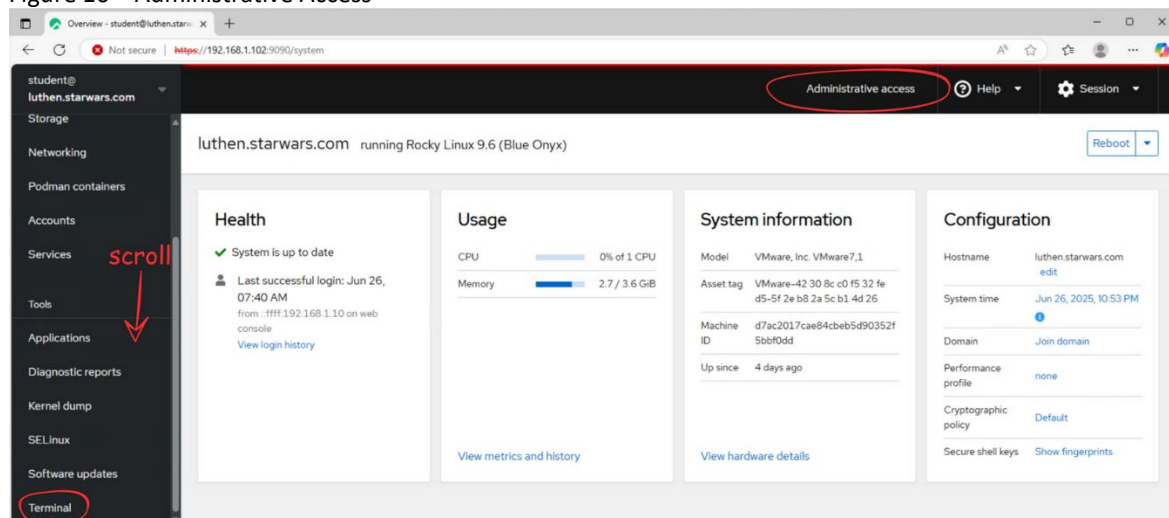 Figure 10 – Administrative Access
Overview - student@luthen.starw
Not secure
https://192.168.1.102:9090/system
student@
luthen.starwars.com
Administrative access
Help
Session
Storage
Networking
Podman containers
Accounts
Services
scroll
Tools
Applications
Diagnostic reports
Kernel dump
SELinux
Software updates
Terminal
luthen.starwars.com running Rocky Linux 9.6 (Blue Onyx)
Reboot
Health
System is up to date
Last successful login: Jun 26,
07:40 AM
from ::ffff:192.168.1.10 on web
console
View login history
Usage
CPU 0% of 1 CPU
Memory 2.7 / 3.6 GiB
View metrics and history
System information
Model VMware, Inc. VMware7,1
Asset tag VMware-42 30 8c c0 f5 32 fe
d5-5f 2e b8 2a 5c b1 4d 26
Machine d7ac2017cae84cbeb5d90352f
ID 5bbf0dd
Up since 4 days ago
View hardware details
Configuration
Hostname luthen.starwars.com
edit
System time Jun 26, 2025, 10:53 PM
Domain Join domain
Performance
profile none
Cryptographic
policy Default
Secure shell keys Show fingerprints